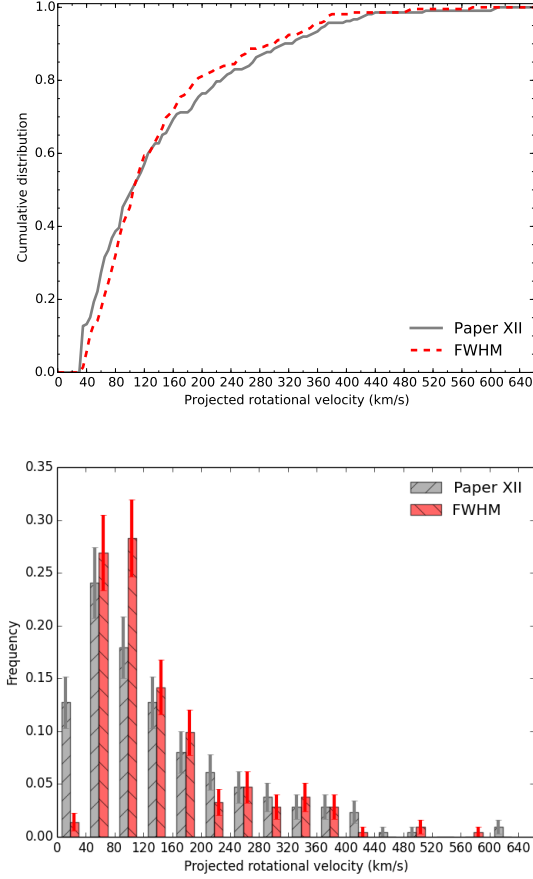 1.0
0.8
0.6
0.4
0.2
0.0
Cumulative distribution
Paper XII
FWHM
0 40 80 120 160 200 240 280 320 360 400 440 480 520 560 600 640
Projected rotational velocity (km/s)
0.35
0.30
0.25
0.20
0.15
0.10
0.05
0.00
Frequency
Paper XII
FWHM
0 40 80 120 160 200 240 280 320 360 400 440 480 520 560 600 640
Projected rotational velocity (km/s)